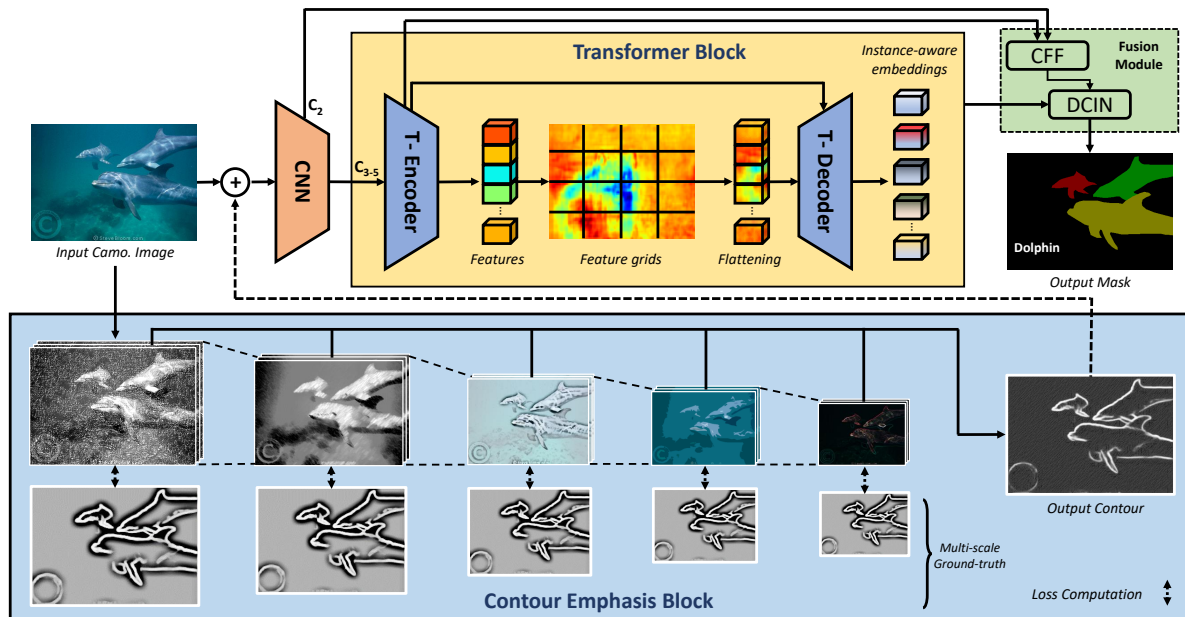 Transformer Block
Instance-aware
embeddings
CFF
Fusion
Module
DCIN
C2
C3-5
CNN
T- Encoder
T- Decoder
Input Camo. Image
Features
Feature grids
Flattening
Dolphin
Output Mask
Output Contour
Multi-scale
Ground-truth
Contour Emphasis Block
Loss Computation